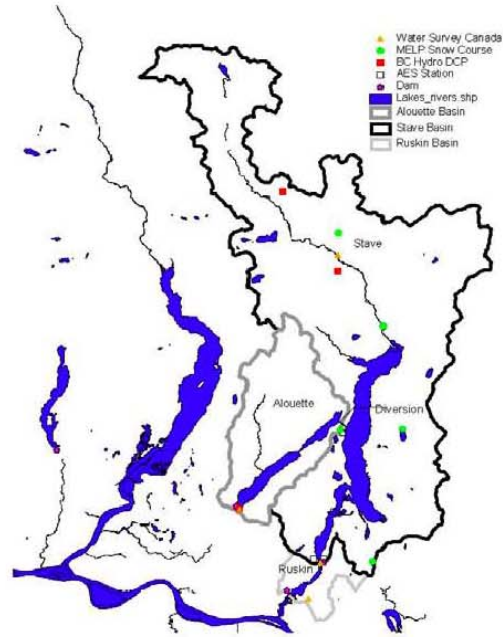 Water Survey Canada
MELP Snow Course
BC Hydro DCP
AES Station
Dam
Lakes_rivers.shp
Alouette Basin
Stave Basin
Ruskin Basin
Stave
Alouette
Diversion
Ruskin